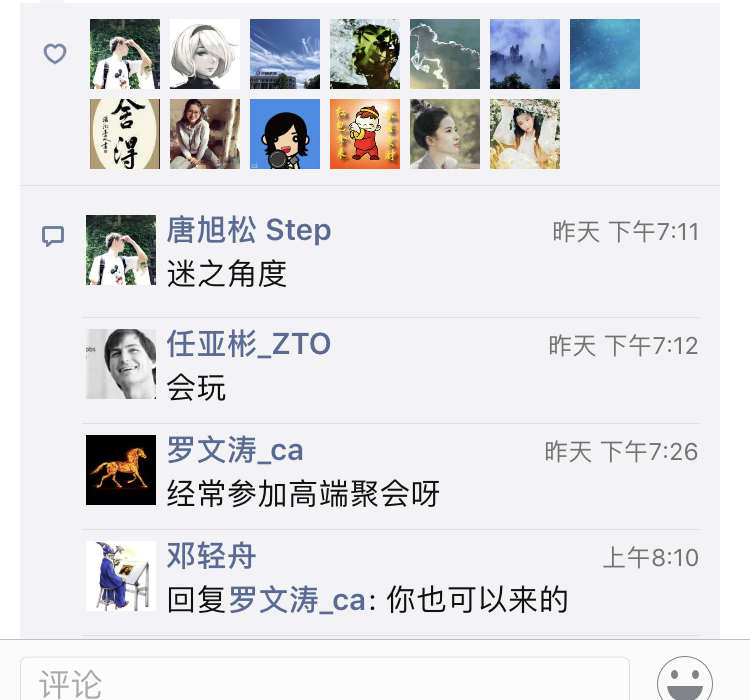 舍
得
唐旭松 Step
昨天 下午7:11
迷之角度
任亚彬_ZTO
昨天 下午7:12
会玩
罗文涛_ca
昨天 下午7:26
经常参加高端聚会呀
邓轻舟
上午8:10
回复罗文涛_ca: 你也可以来的
评论